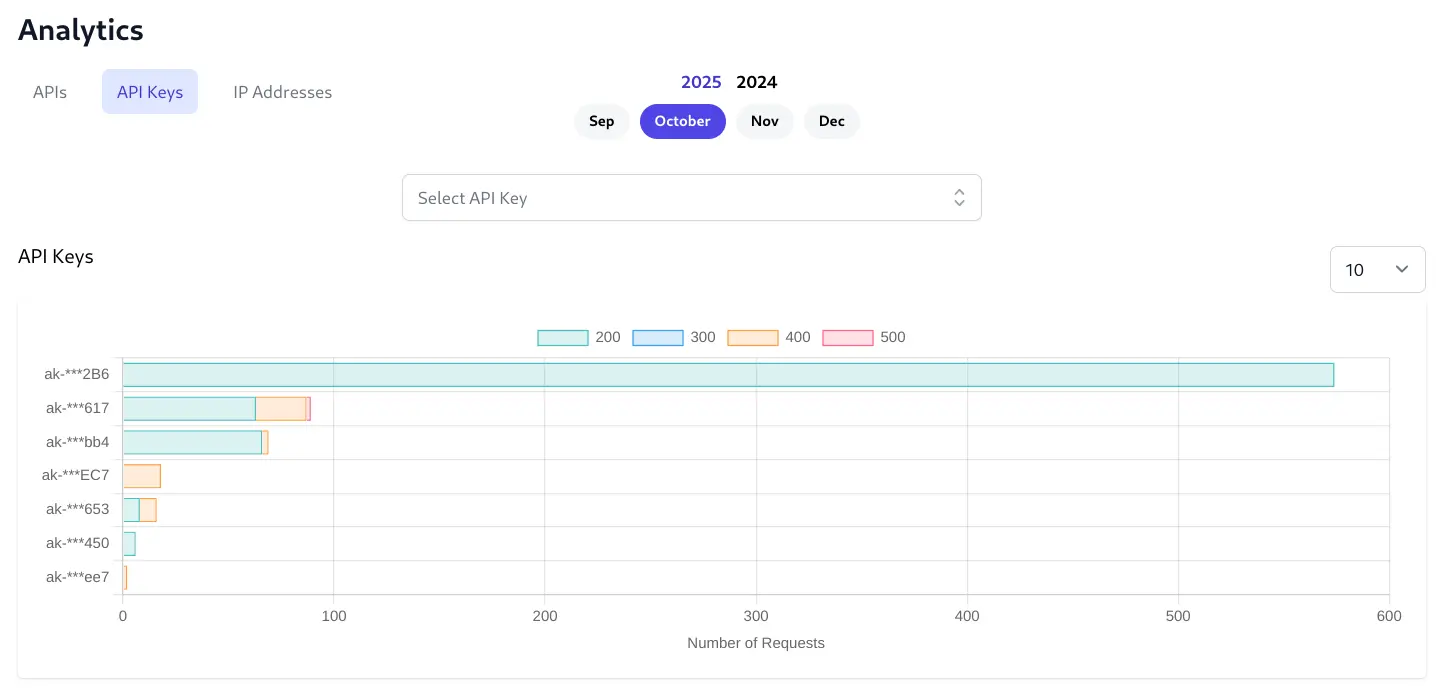 Analytics
APIs
API Keys
IP Addresses
2025 2024
Sep October Nov Dec
Select API Key
API Keys
10
200 300 400 500
ak-***2B6
ak-***617
ak-***bb4
ak-***EC7
ak-***653
ak-***450
ak-***ee7
0 100 200 300 400 500 600
Number of Requests